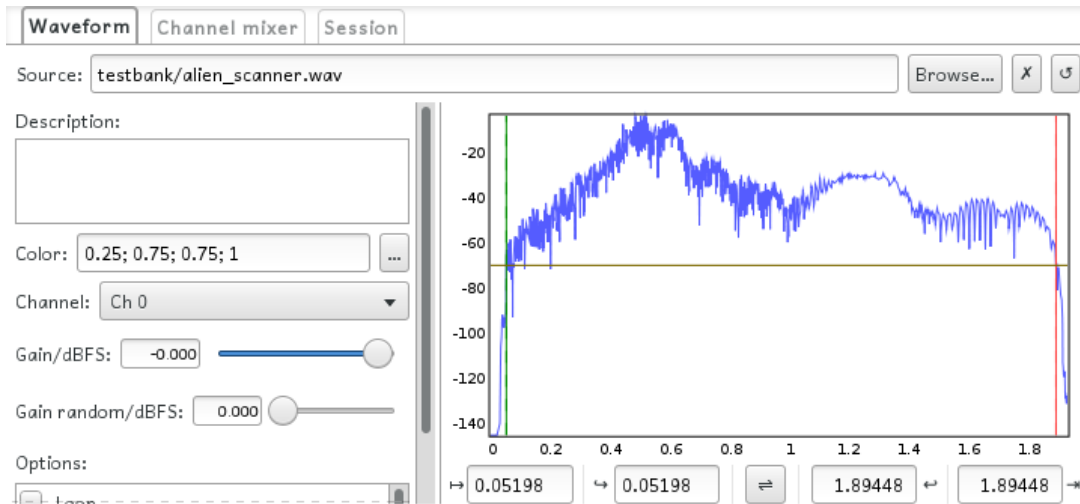 Waveform Channel mixer Session
Source: testbank/alien_scanner.wav Browse... ✗ ↺
Description:
Color: 0.25; 0.75; 0.75; 1 ...
Channel: Ch 0
Gain/dBFS: -0.000
Gain random/dBFS: 0.000
Options:
-20
-40
-60
-80
-100
-120
-140
0 0.2 0.4 0.6 0.8 1 1.2 1.4 1.6 1.8
↦ 0.05198 ↪ 0.05198 ⇌ 1.89448 ↩ 1.89448